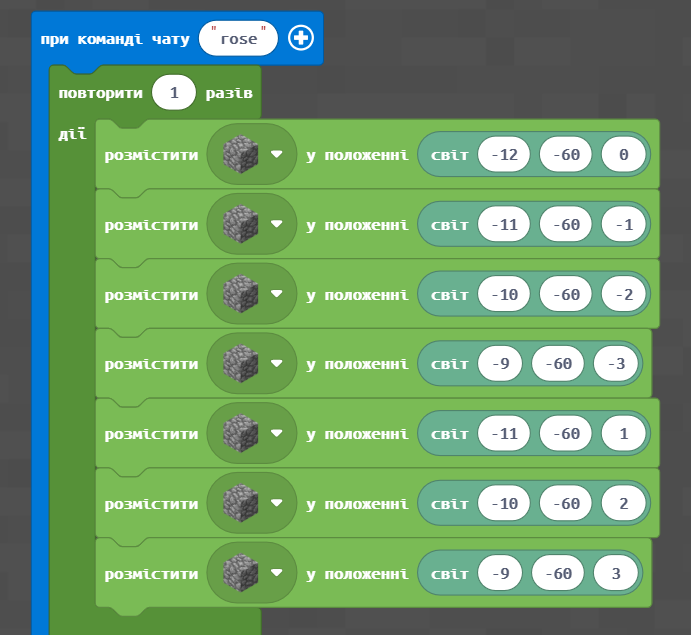 при команді чату "rose"
повторити 1 разів
дії
розмістити у положенні світ -12 -60 0
розмістити у положенні світ -11 -60 -1
розмістити у положенні світ -10 -60 -2
розмістити у положенні світ -9 -60 -3
розмістити у положенні світ -11 -60 1
розмістити у положенні світ -10 -60 2
розмістити у положенні світ -9 -60 3